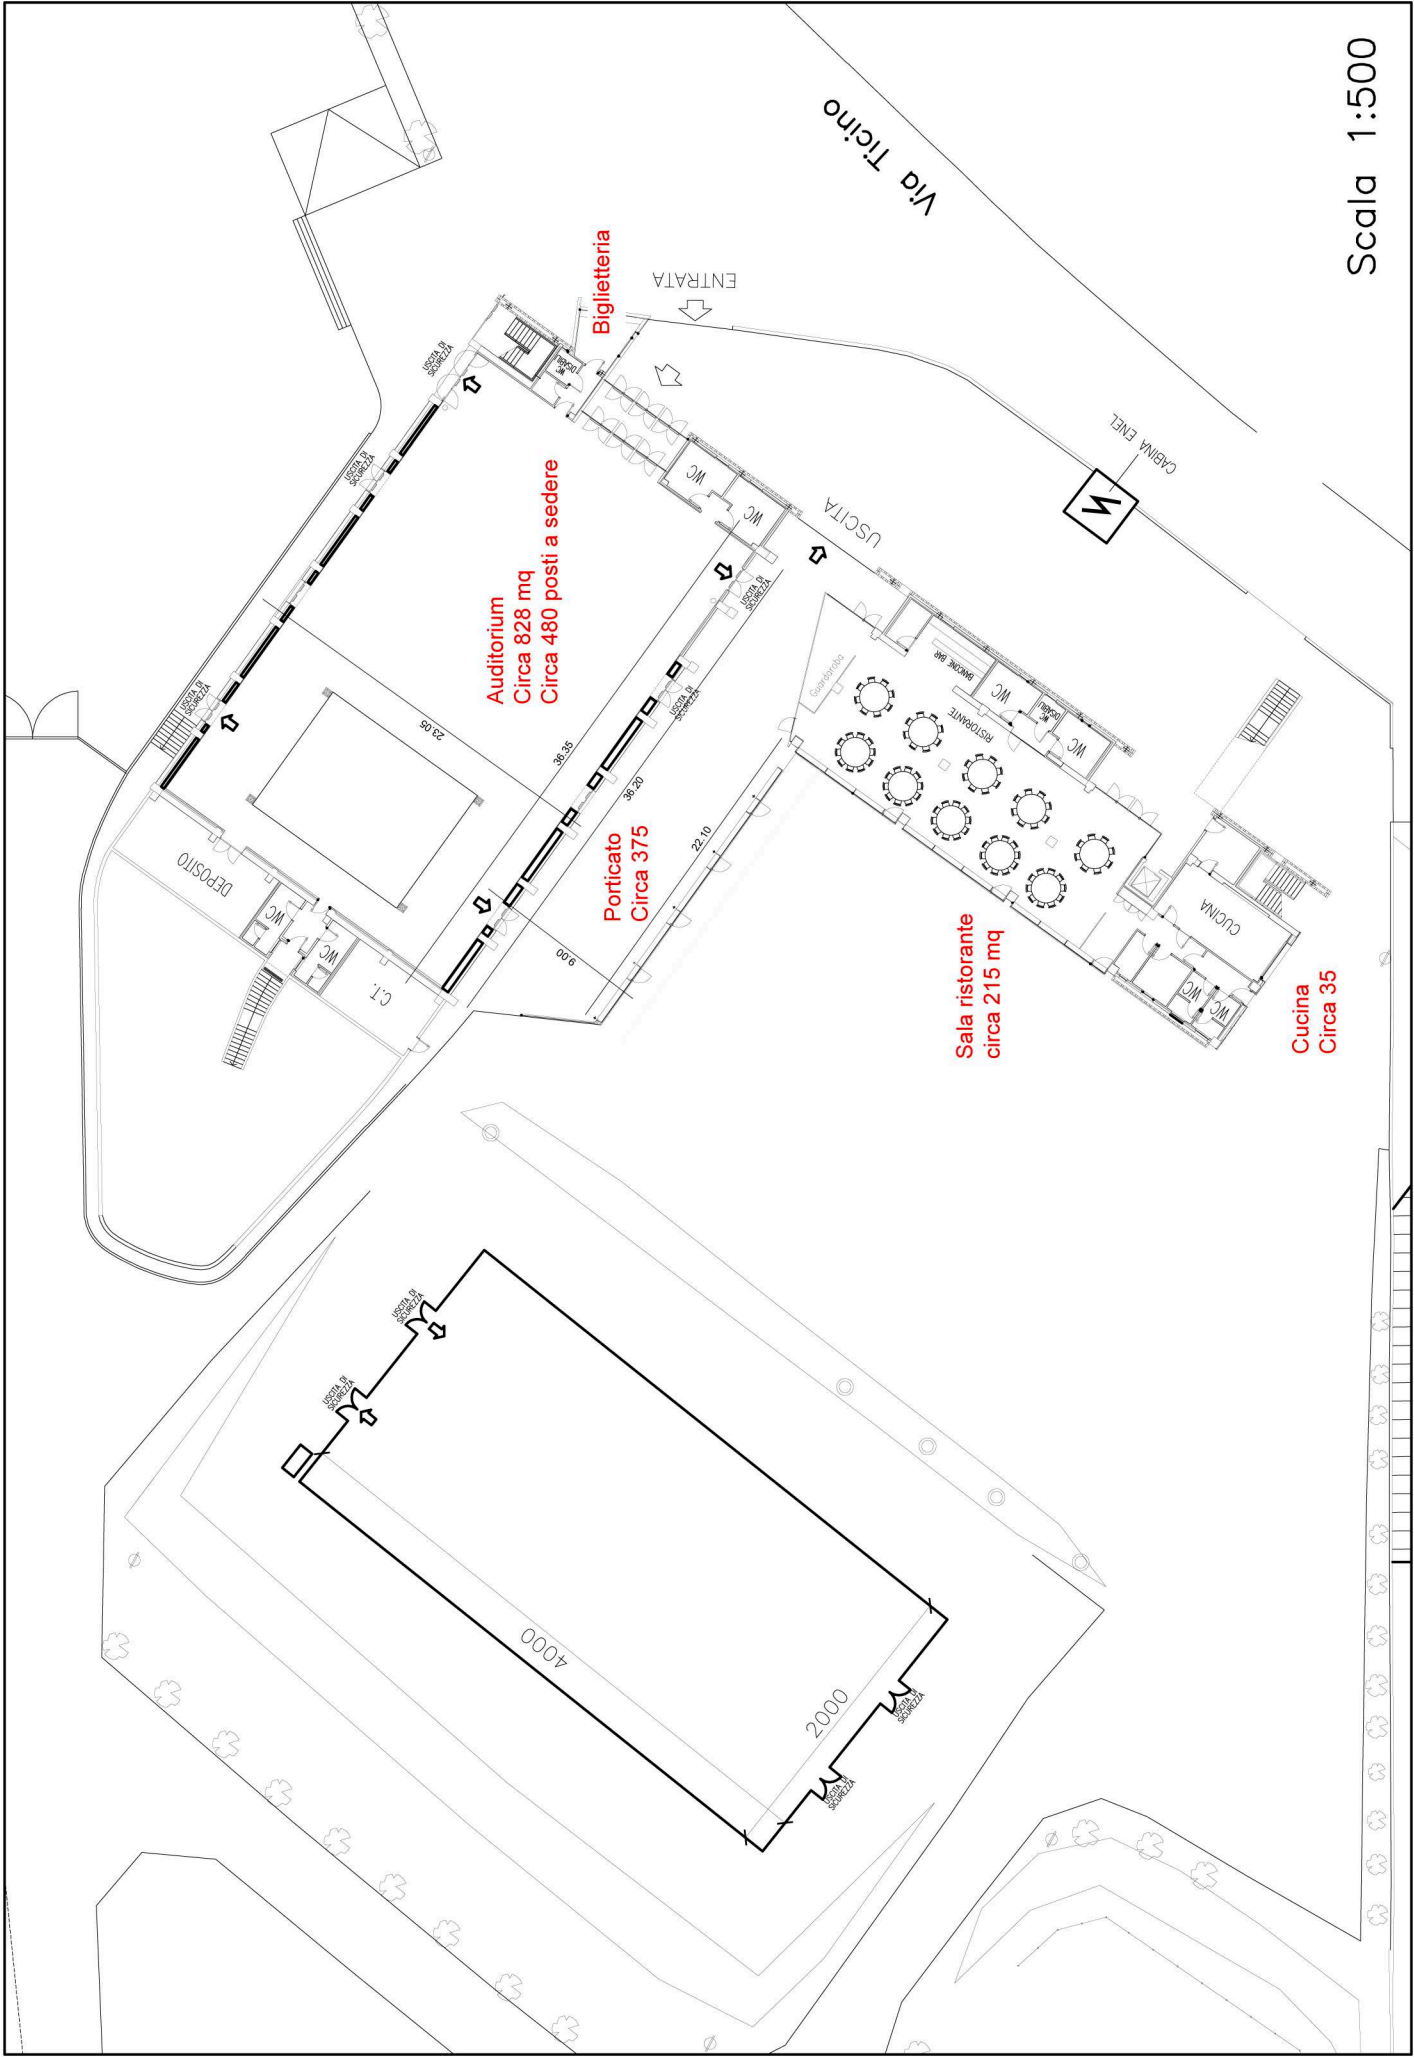 Scala 1:500
Via Ticino
ENTRATA
Biglietteria
USCITA DI
SICUREZZA
WC
DISABILI
USCITA DI
SICUREZZA
Auditorium
Circa 828 mq
Circa 480 posti a sedere
WC
WC
USCITA
CABINA ENEL
USCITA DI
SICUREZZA
USCITA DI
SICUREZZA
USCITA DI
SICUREZZA
23.05
36.35
36.20
22.10
9.00
Porticato
Circa 375
DEPOSITO
WC
WC
C.T.
Guardaroba
BANCONE BAR
RISTORANTE
WC
WC
DISABILI
WC
CUCINA
WC
WC
Sala ristorante
circa 215 mq
Cucina
Circa 35
USCITA DI
SICUREZZA
USCITA DI
SICUREZZA
4000
2000
USCITA DI
SICUREZZA
USCITA DI
SICUREZZA